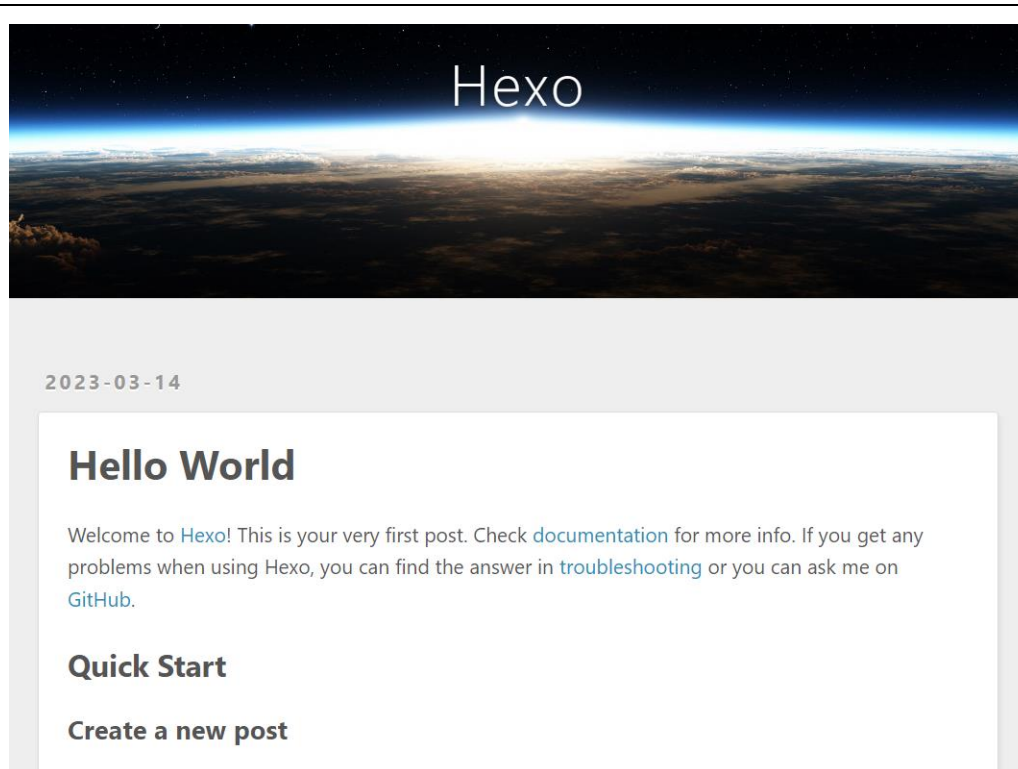 Hexo
2023-03-14
Hello World
Welcome to Hexo! This is your very first post. Check documentation for more info. If you get any
problems when using Hexo, you can find the answer in troubleshooting or you can ask me on
GitHub.
Quick Start
Create a new post